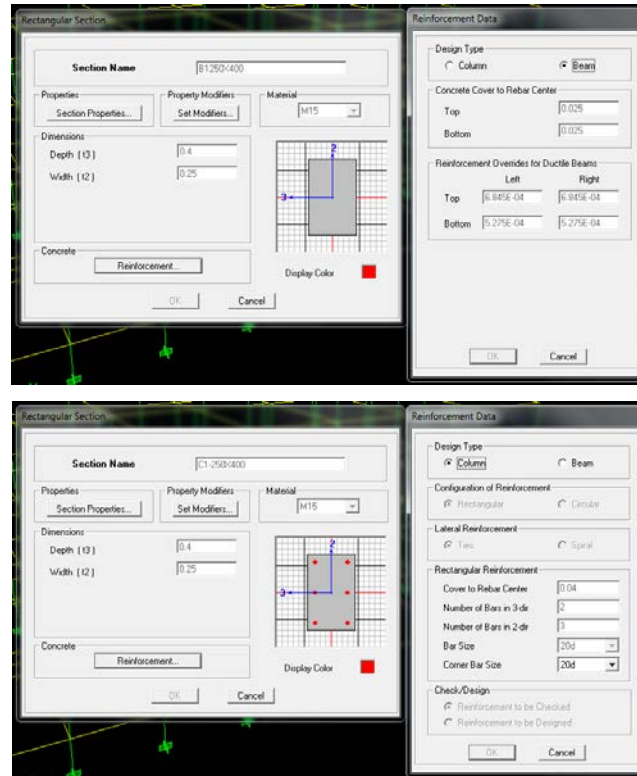 Rectangular Section
Section Name B1250X400
Properties
Section Properties...
Property Modifiers
Set Modifiers...
Material
M15
Dimensions
Depth ( t3 ) 0.4
Width ( t2 ) 0.25
2
3
Concrete
Reinforcement...
Display Color
OK Cancel
Reinforcement Data
Design Type
Column Beam
Concrete Cover to Rebar Center
Top 0.025
Bottom 0.025
Reinforcement Overrides for Ductile Beams
Left Right
Top 6.845E-04 6.845E-04
Bottom 5.275E-04 5.275E-04
OK Cancel
Rectangular Section
Section Name C1-250X400
Properties
Section Properties...
Property Modifiers
Set Modifiers...
Material
M15
Dimensions
Depth ( t3 ) 0.4
Width ( t2 ) 0.25
2
3
Concrete
Reinforcement...
Display Color
OK Cancel
Reinforcement Data
Design Type
Column Beam
Configuration of Reinforcement
Rectangular Circular
Lateral Reinforcement
Ties Spiral
Rectangular Reinforcement
Cover to Rebar Center 0.04
Number of Bars in 3-dir 2
Number of Bars in 2-dir 3
Bar Size 20d
Corner Bar Size 20d
Check/Design
Reinforcement to be Checked
Reinforcement to be Designed
OK Cancel